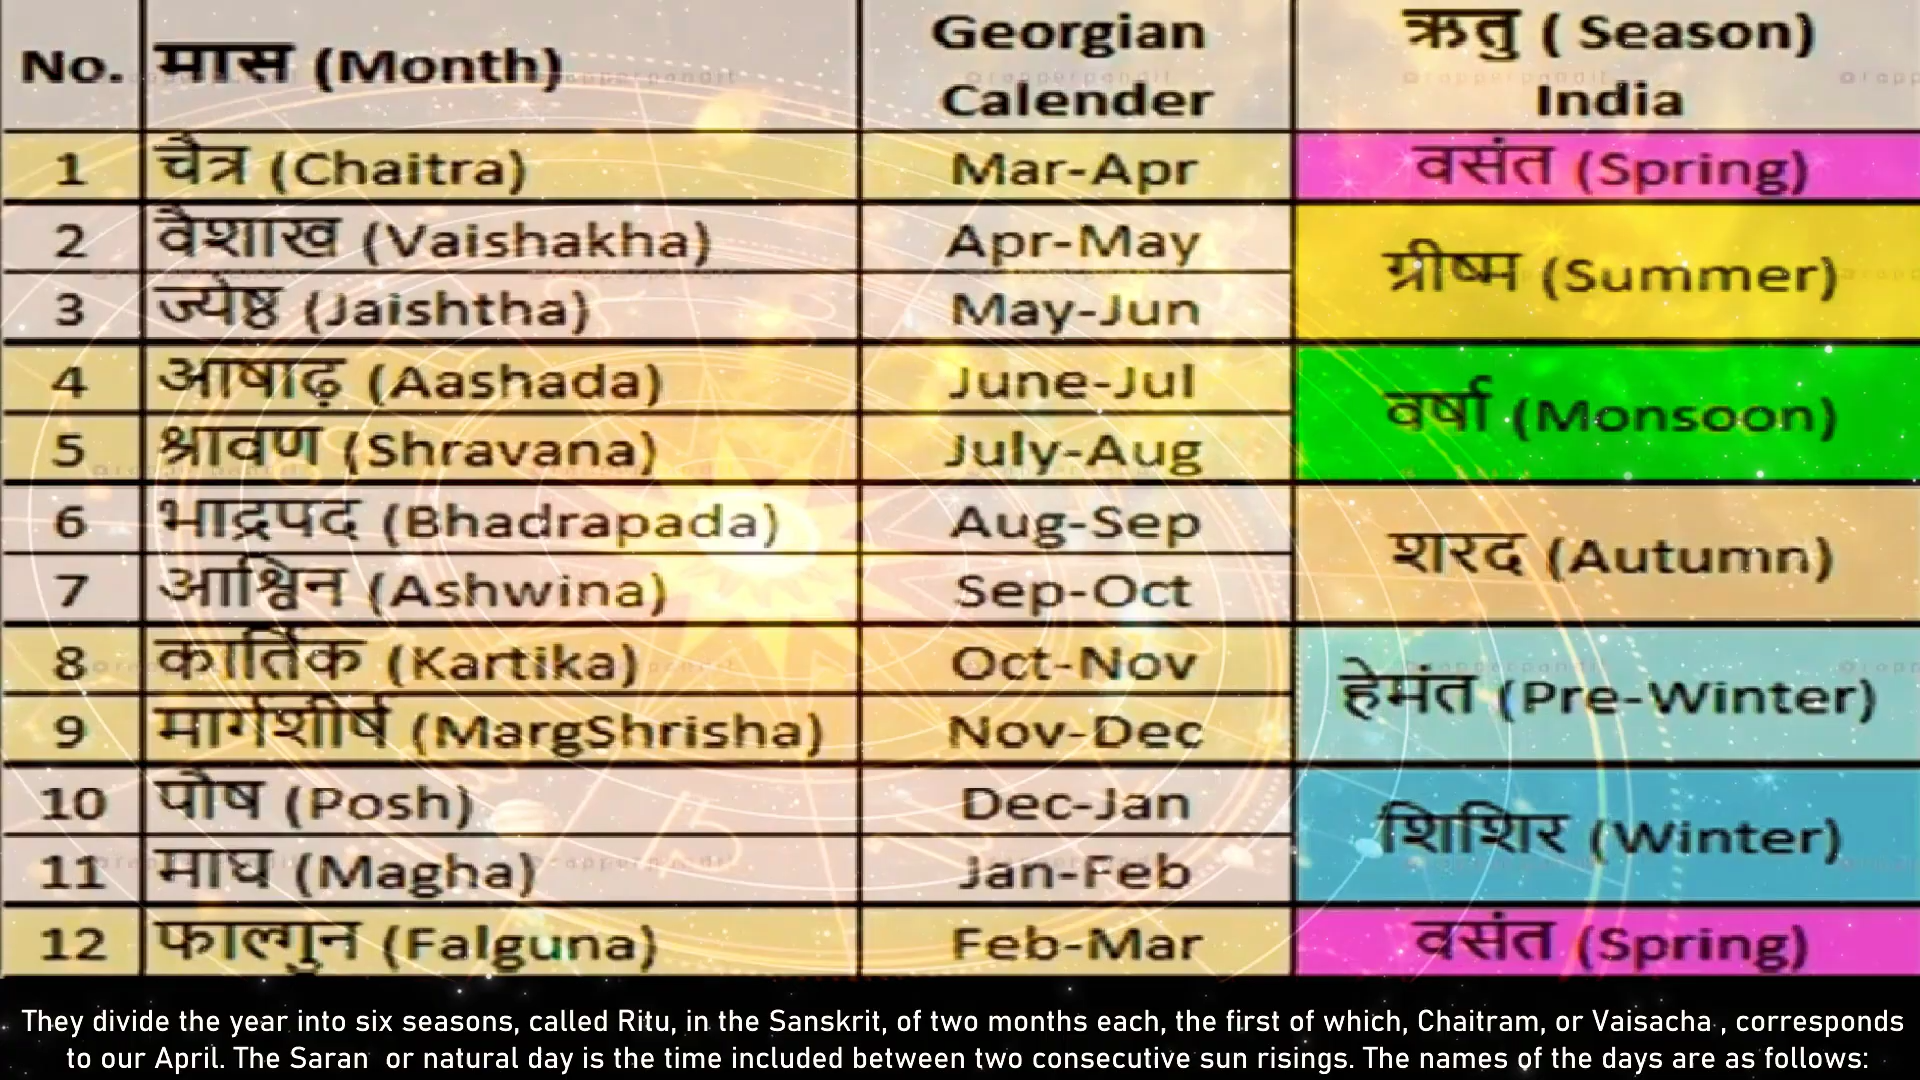 No. मास (Month) Georgian Calender ऋतु ( Season) India
1 चैत्र (Chaitra) Mar-Apr वसंत (Spring)
2 वैशाख (Vaishakha) Apr-May ग्रीष्म (Summer)
3 ज्येष्ठ (Jaishtha) May-Jun
4 आषाढ़ (Aashada) June-Jul वर्षा (Monsoon)
5 श्रावण (Shravana) July-Aug
6 भाद्रपद (Bhadrapada) Aug-Sep शरद (Autumn)
7 आश्विन (Ashwina) Sep-Oct
8 कार्तिक (Kartika) Oct-Nov हेमंत (Pre-Winter)
9 मार्गशीर्ष (MargShrisha) Nov-Dec
10 पौष (Posh) Dec-Jan शिशिर (Winter)
11 माघ (Magha) Jan-Feb
12 फाल्गुन (Falguna) Feb-Mar वसंत (Spring)
They divide the year into six seasons, called Ritu, in the Sanskrit, of two months each, the first of which, Chaitram, or Vaisacha , corresponds
to our April. The Saran or natural day is the time included between two consecutive sun risings. The names of the days are as follows: